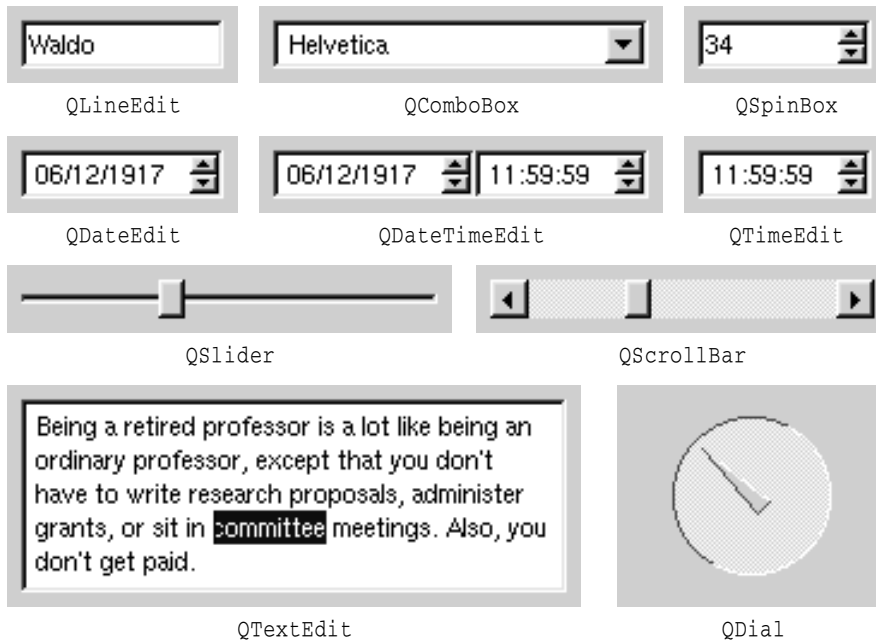 Waldo
Helvetica
34
QLineEdit
QComboBox
QSpinBox
06/12/1917
06/12/1917
11:59:59
11:59:59
QDateEdit
QDateTimeEdit
QTimeEdit
QSlider
QScrollBar
Being a retired professor is a lot like being an
ordinary professor, except that you don't
have to write research proposals, administer
grants, or sit in committee meetings. Also, you
don't get paid.
QTextEdit
QDial